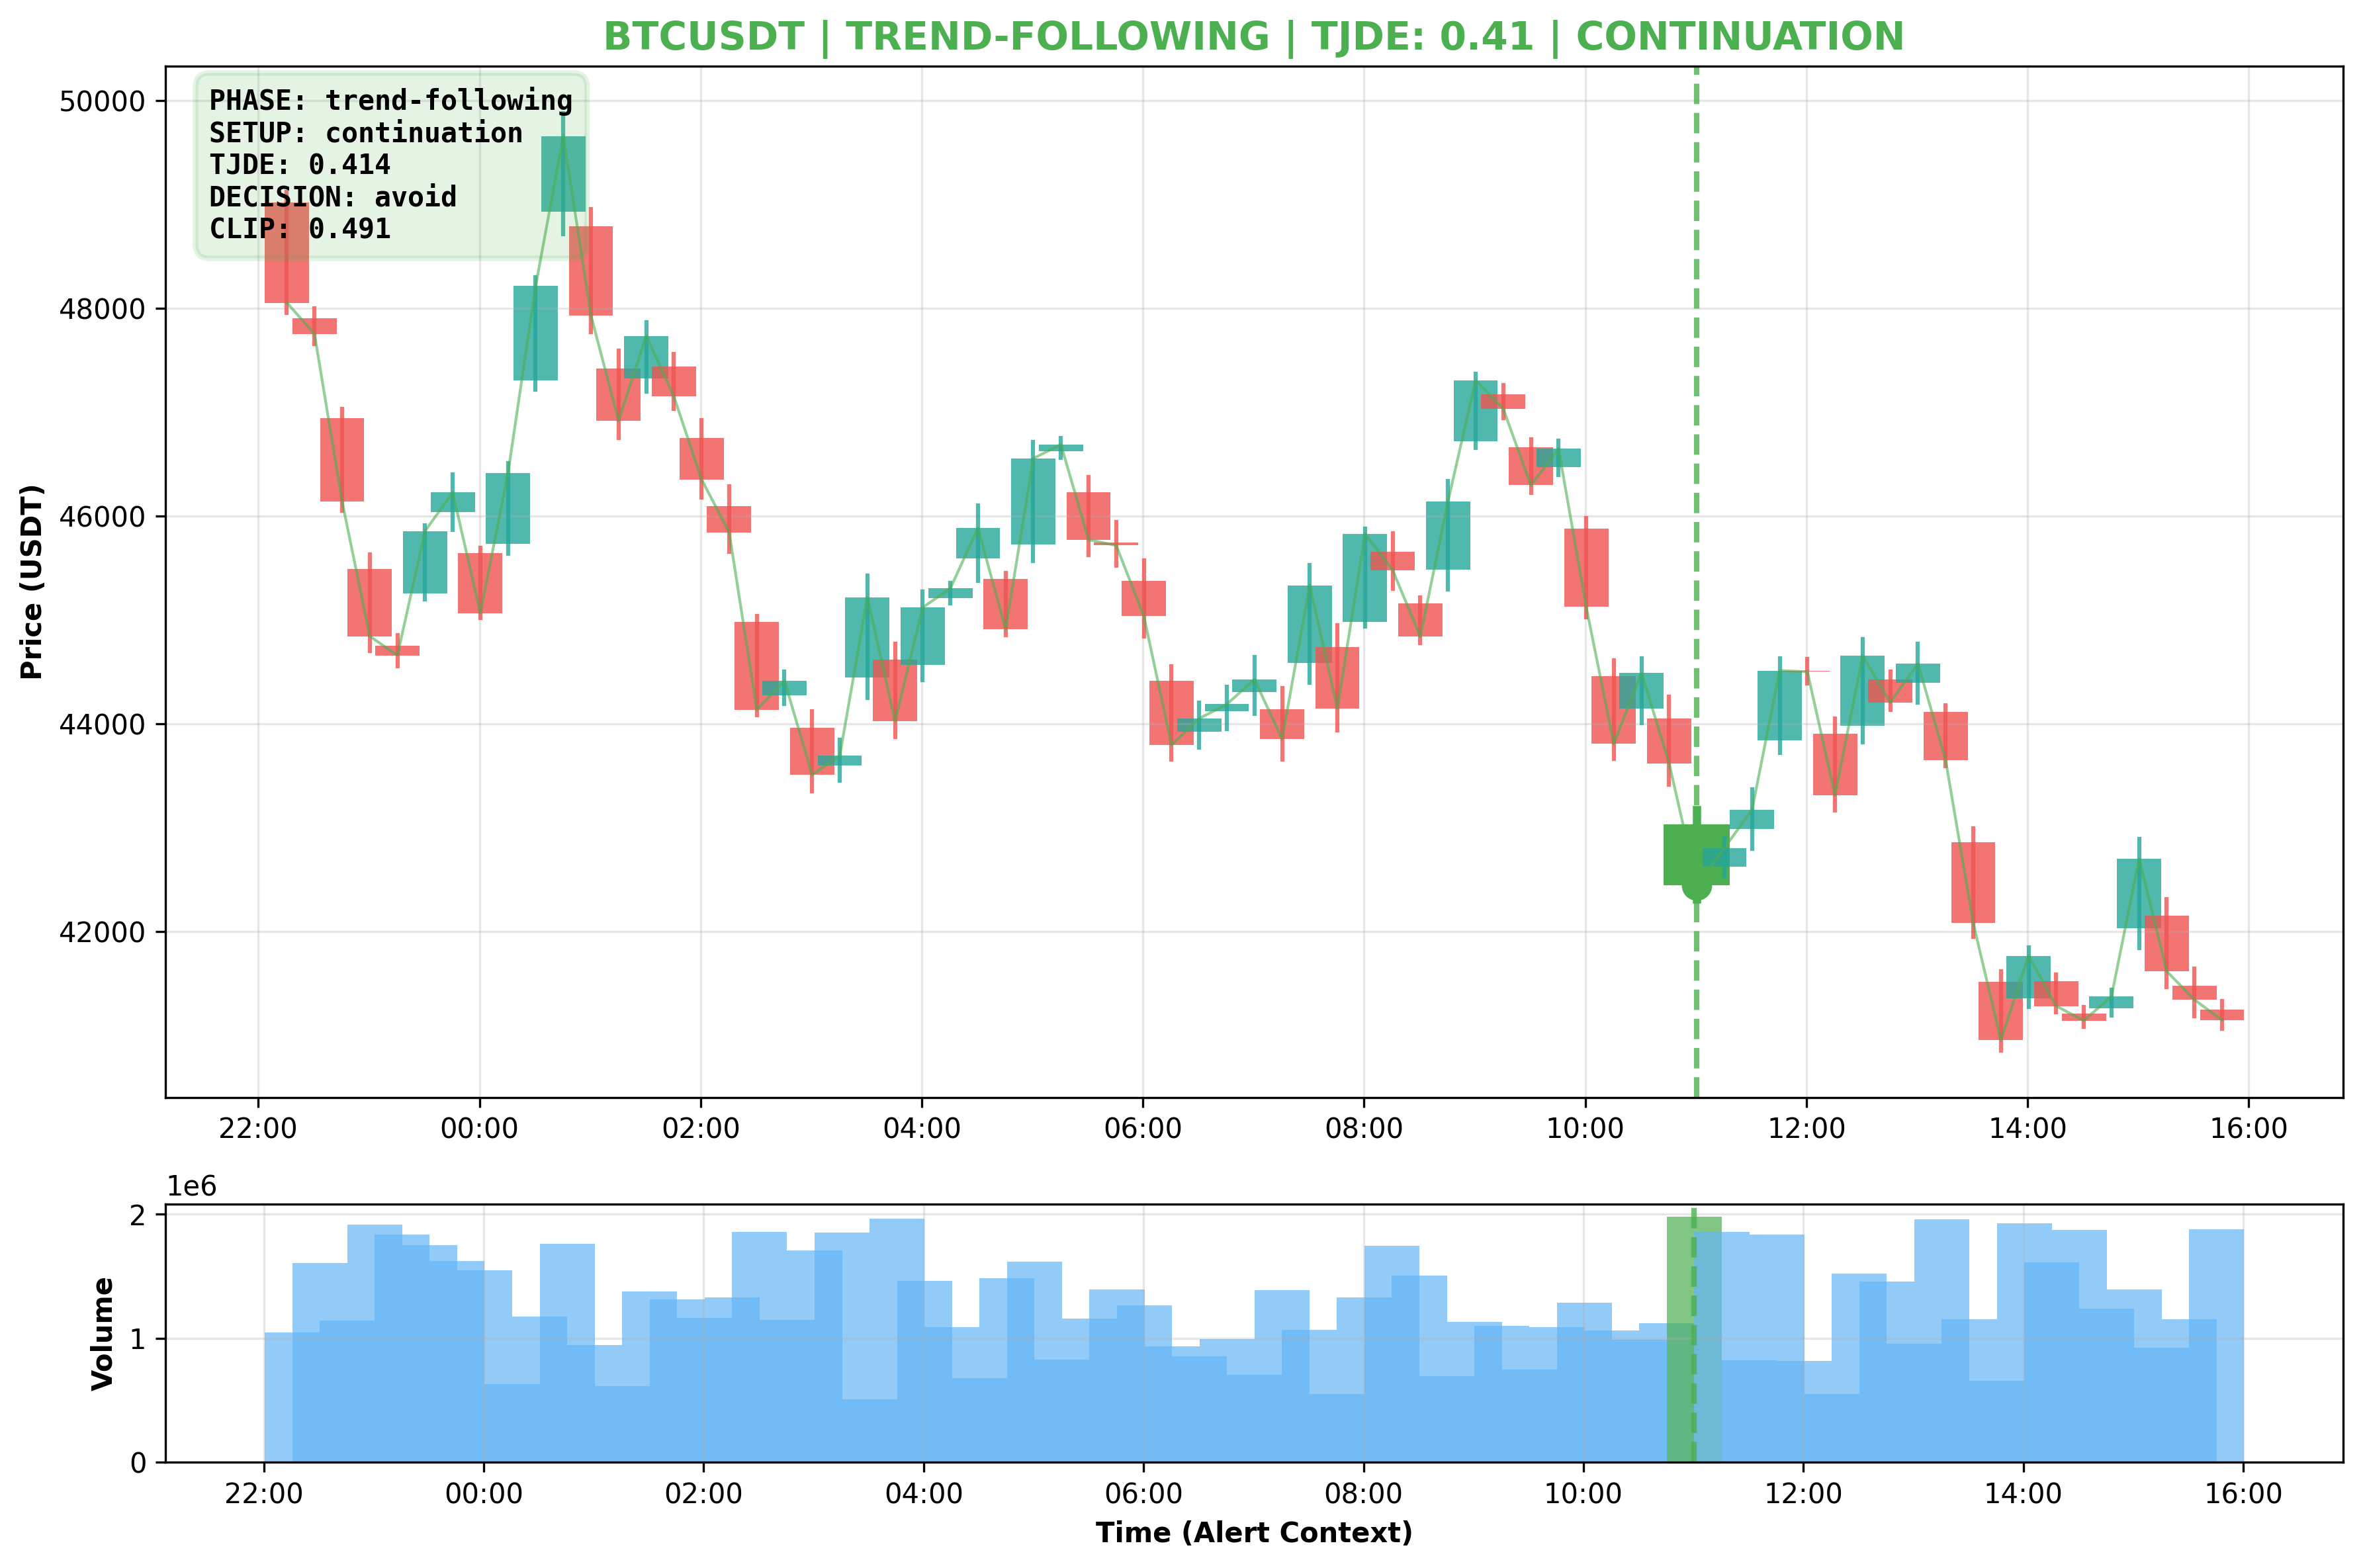 BTCUSDT | TREND-FOLLOWING | TJDE: 0.41 | CONTINUATION
PHASE: trend-following
SETUP: continuation
TJDE: 0.414
DECISION: avoid
CLIP: 0.491
Price (USDT)
50000
48000
46000
44000
42000
22:00 00:00 02:00 04:00 06:00 08:00 10:00 12:00 14:00 16:00
1e6
Volume
2
1
0
22:00 00:00 02:00 04:00 06:00 08:00 10:00 12:00 14:00 16:00
Time (Alert Context)